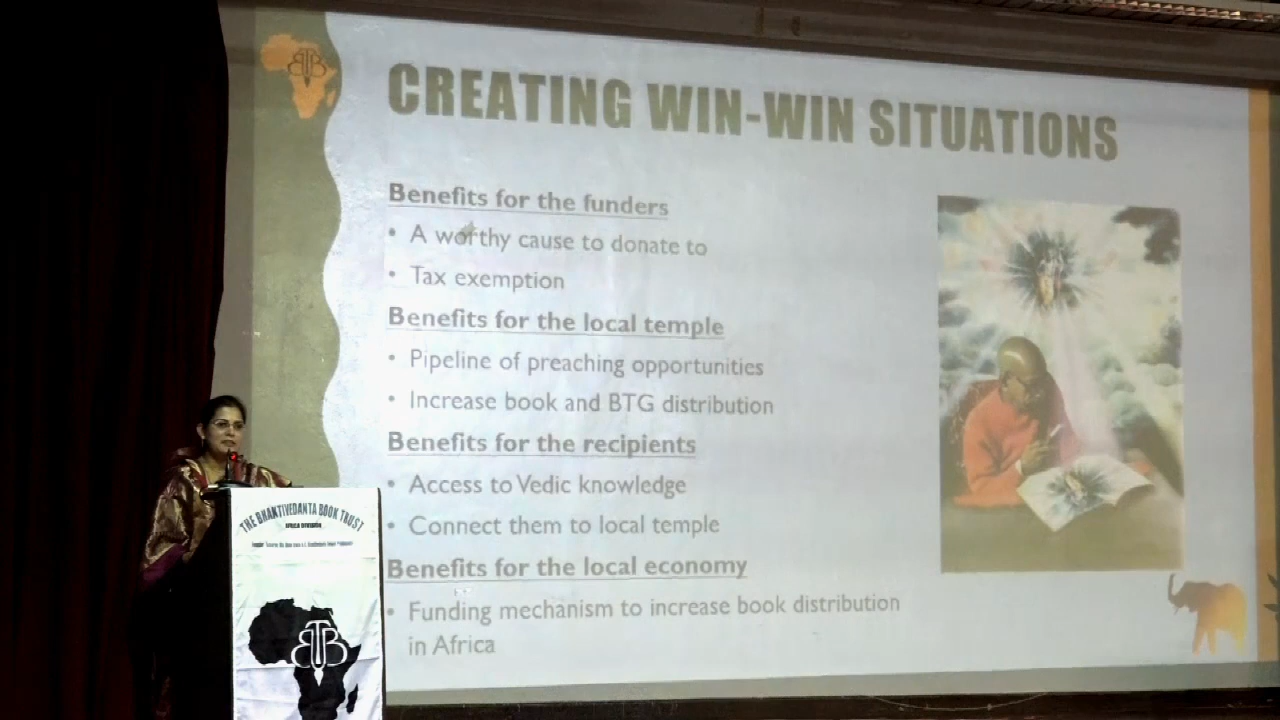 CREATING WIN-WIN SITUATIONS
Benefits for the funders
• A worthy cause to donate to
• Tax exemption
Benefits for the local temple
• Pipeline of preaching opportunities
• Increase book and BTG distribution
Benefits for the recipients
• Access to Vedic knowledge
• Connect them to local temple
Benefits for the local economy
• Funding mechanism to increase book distribution
in Africa
THE BHAKTIVEDANTA BOOK TRUST
AFRICA DIVISION
BBT